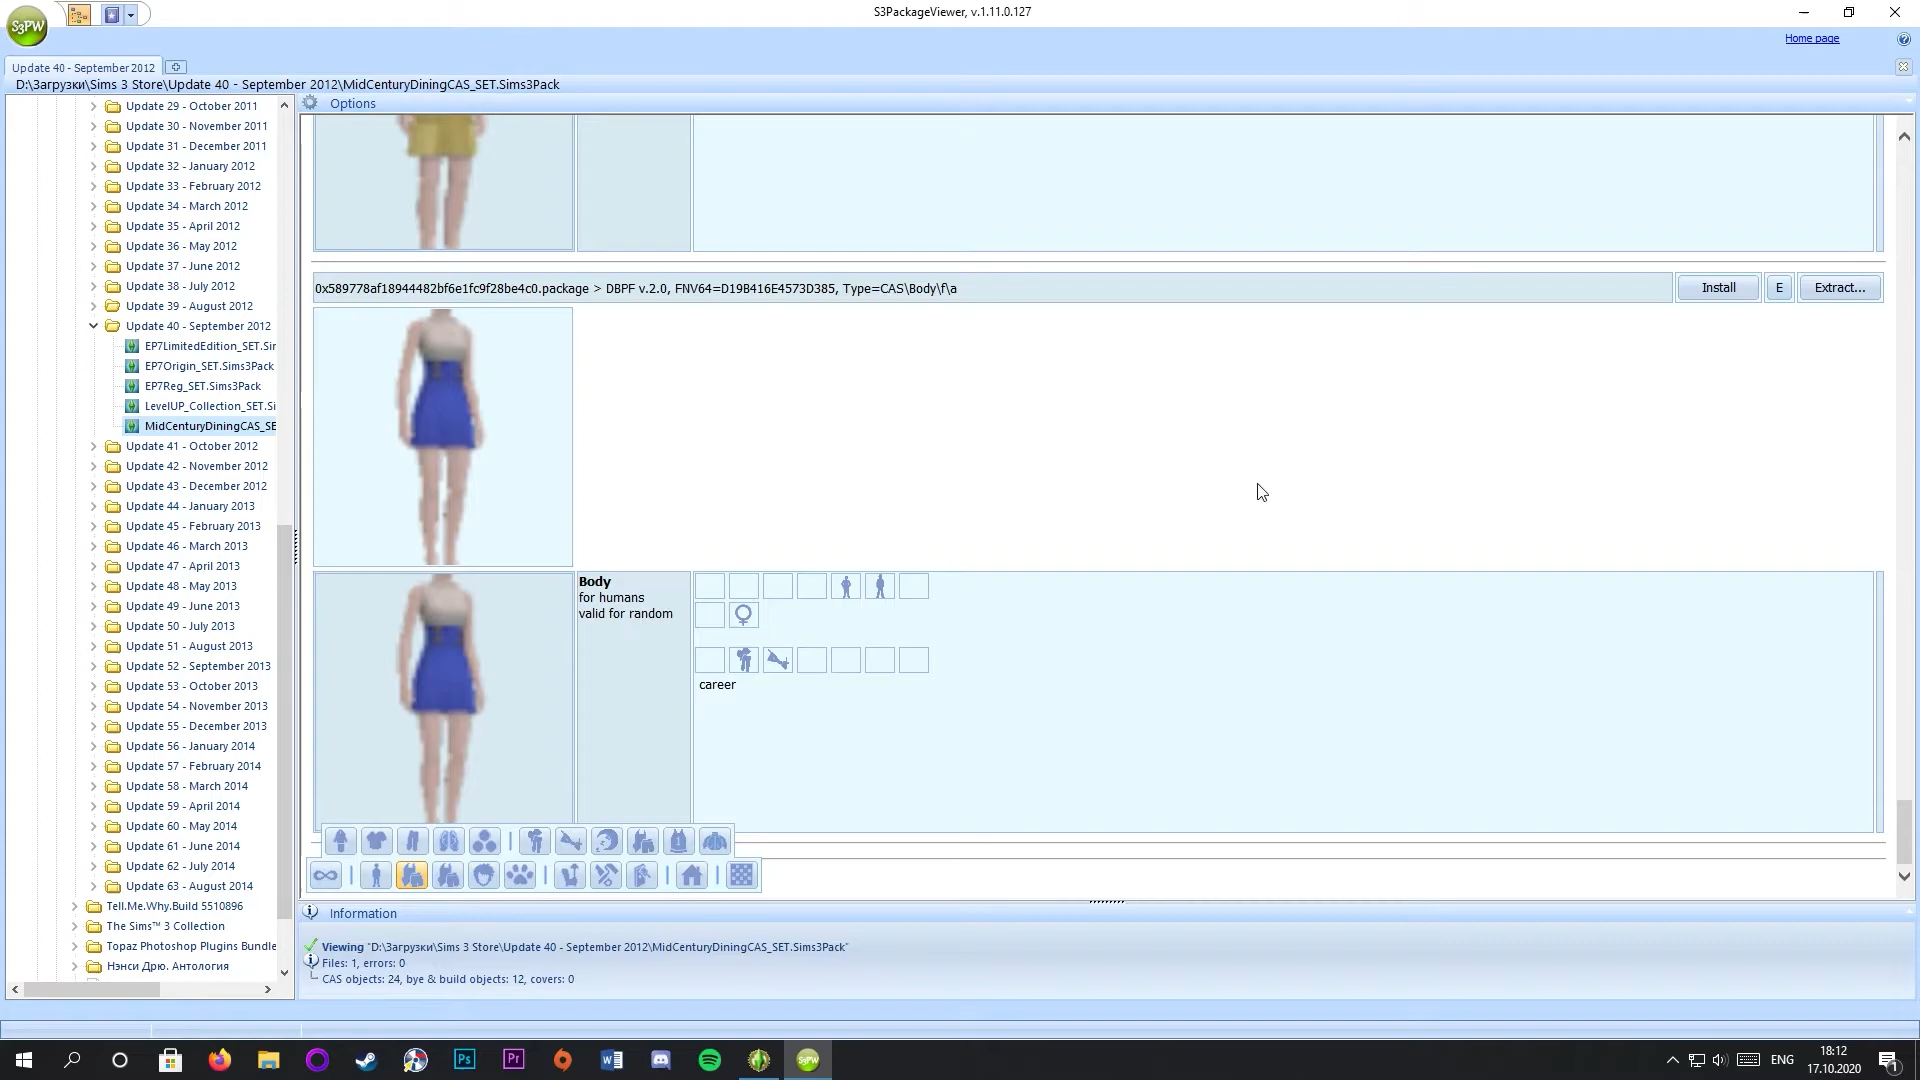 S3PW
S3PackageViewer, v.1.11.0.127
Home page
Update 40 - September 2012
D:\Загрузки\Sims 3 Store\Update 40 - September 2012\MidCenturyDiningCAS_SET.Sims3Pack
Options
Update 29 - October 2011
Update 30 - November 2011
Update 31 - December 2011
Update 32 - January 2012
Update 33 - February 2012
Update 34 - March 2012
Update 35 - April 2012
Update 36 - May 2012
Update 37 - June 2012
Update 38 - July 2012
Update 39 - August 2012
Update 40 - September 2012
EP7LimitedEdition_SET.Sir
EP7Origin_SET.Sims3Pack
EP7Reg_SET.Sims3Pack
LevelUP_Collection_SET.Si
MidCenturyDiningCAS_SE
Update 41 - October 2012
Update 42 - November 2012
Update 43 - December 2012
Update 44 - January 2013
Update 45 - February 2013
Update 46 - March 2013
Update 47 - April 2013
Update 48 - May 2013
Update 49 - June 2013
Update 50 - July 2013
Update 51 - August 2013
Update 52 - September 2013
Update 53 - October 2013
Update 54 - November 2013
Update 55 - December 2013
Update 56 - January 2014
Update 57 - February 2014
Update 58 - March 2014
Update 59 - April 2014
Update 60 - May 2014
Update 61 - June 2014
Update 62 - July 2014
Update 63 - August 2014
Tell.Me.Why.Build 5510896
The Sims™ 3 Collection
Topaz Photoshop Plugins Bundle
Нэнси Дрю. Антология
0x589778af18944482bf6e1fc9f28be4c0.package > DBPF v.2.0, FNV64=D19B416E4573D385, Type=CAS\Body\f\a
Install
E
Extract...
Body
for humans
valid for random
career
Information
Viewing "D:\Загрузки\Sims 3 Store\Update 40 - September 2012\MidCenturyDiningCAS_SET.Sims3Pack"
Files: 1, errors: 0
CAS objects: 24, bye & build objects: 12, covers: 0
Ps
Pr
S3PW
ENG
18:12
17.10.2020
1